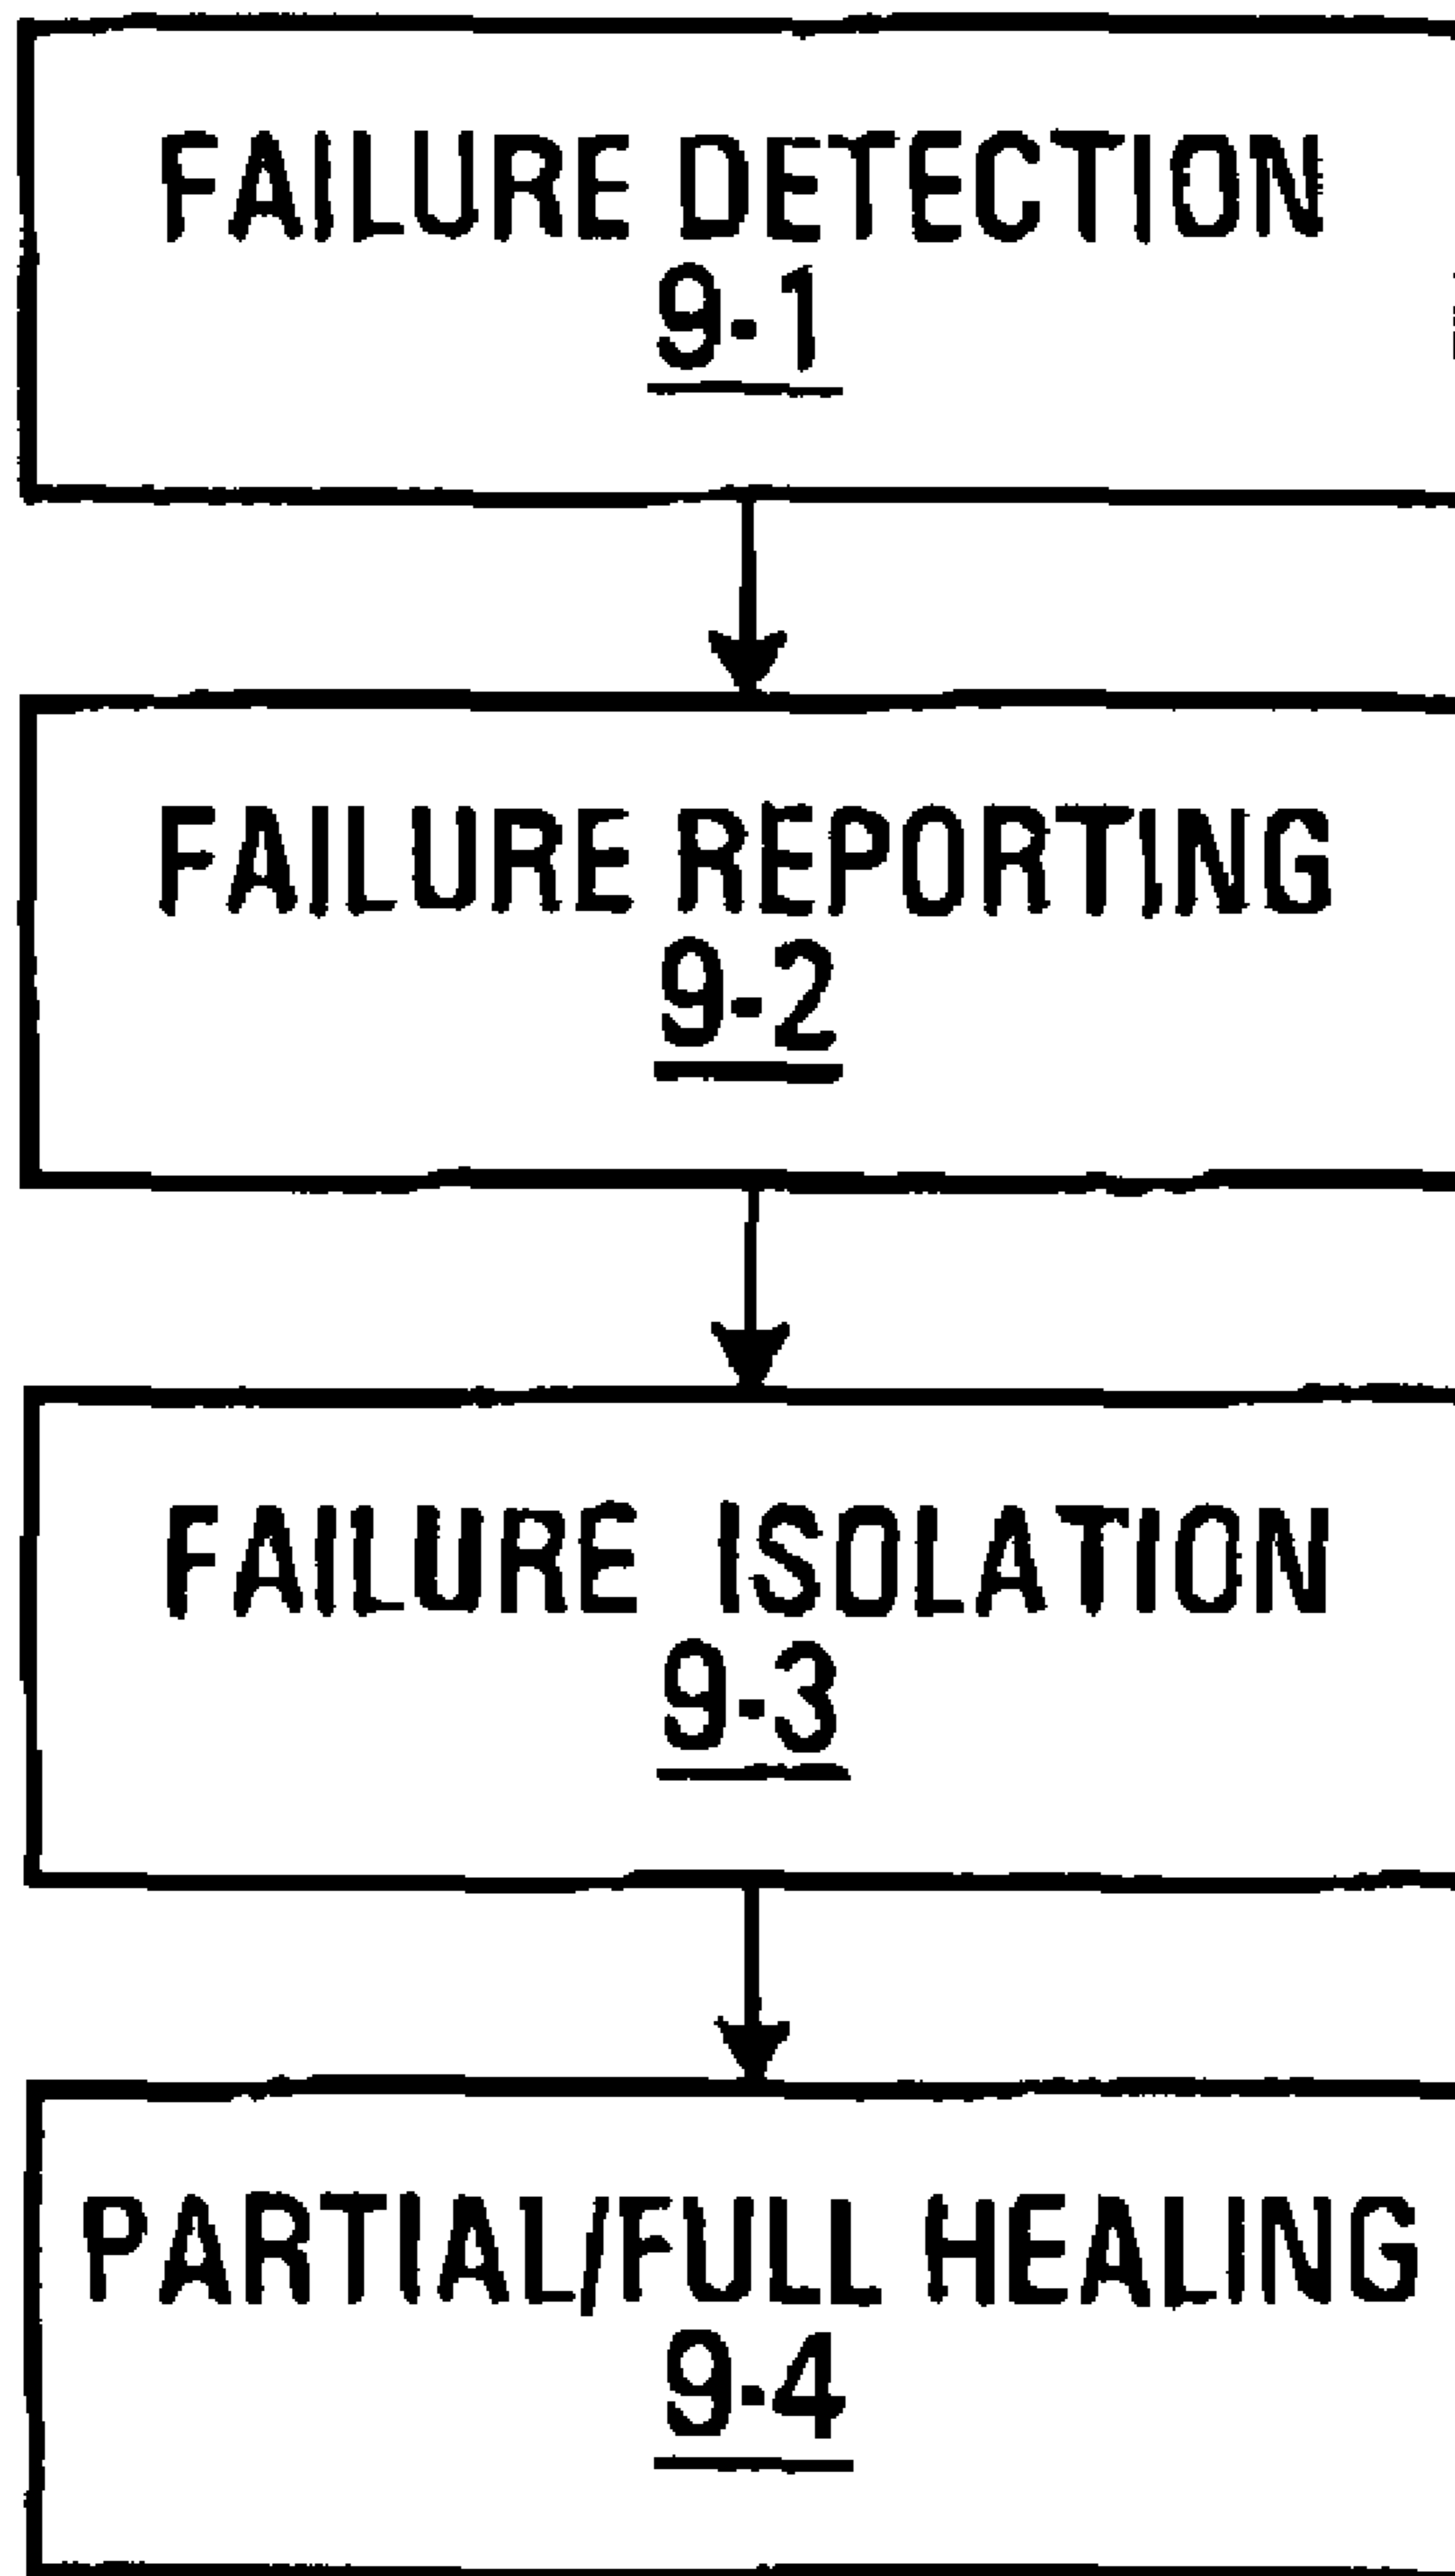 FAILURE DETECTION
9-1
FAILURE REPORTING
9-2
FAILURE ISOLATION
9-3
PARTIAL/FULL HEALING
9-4